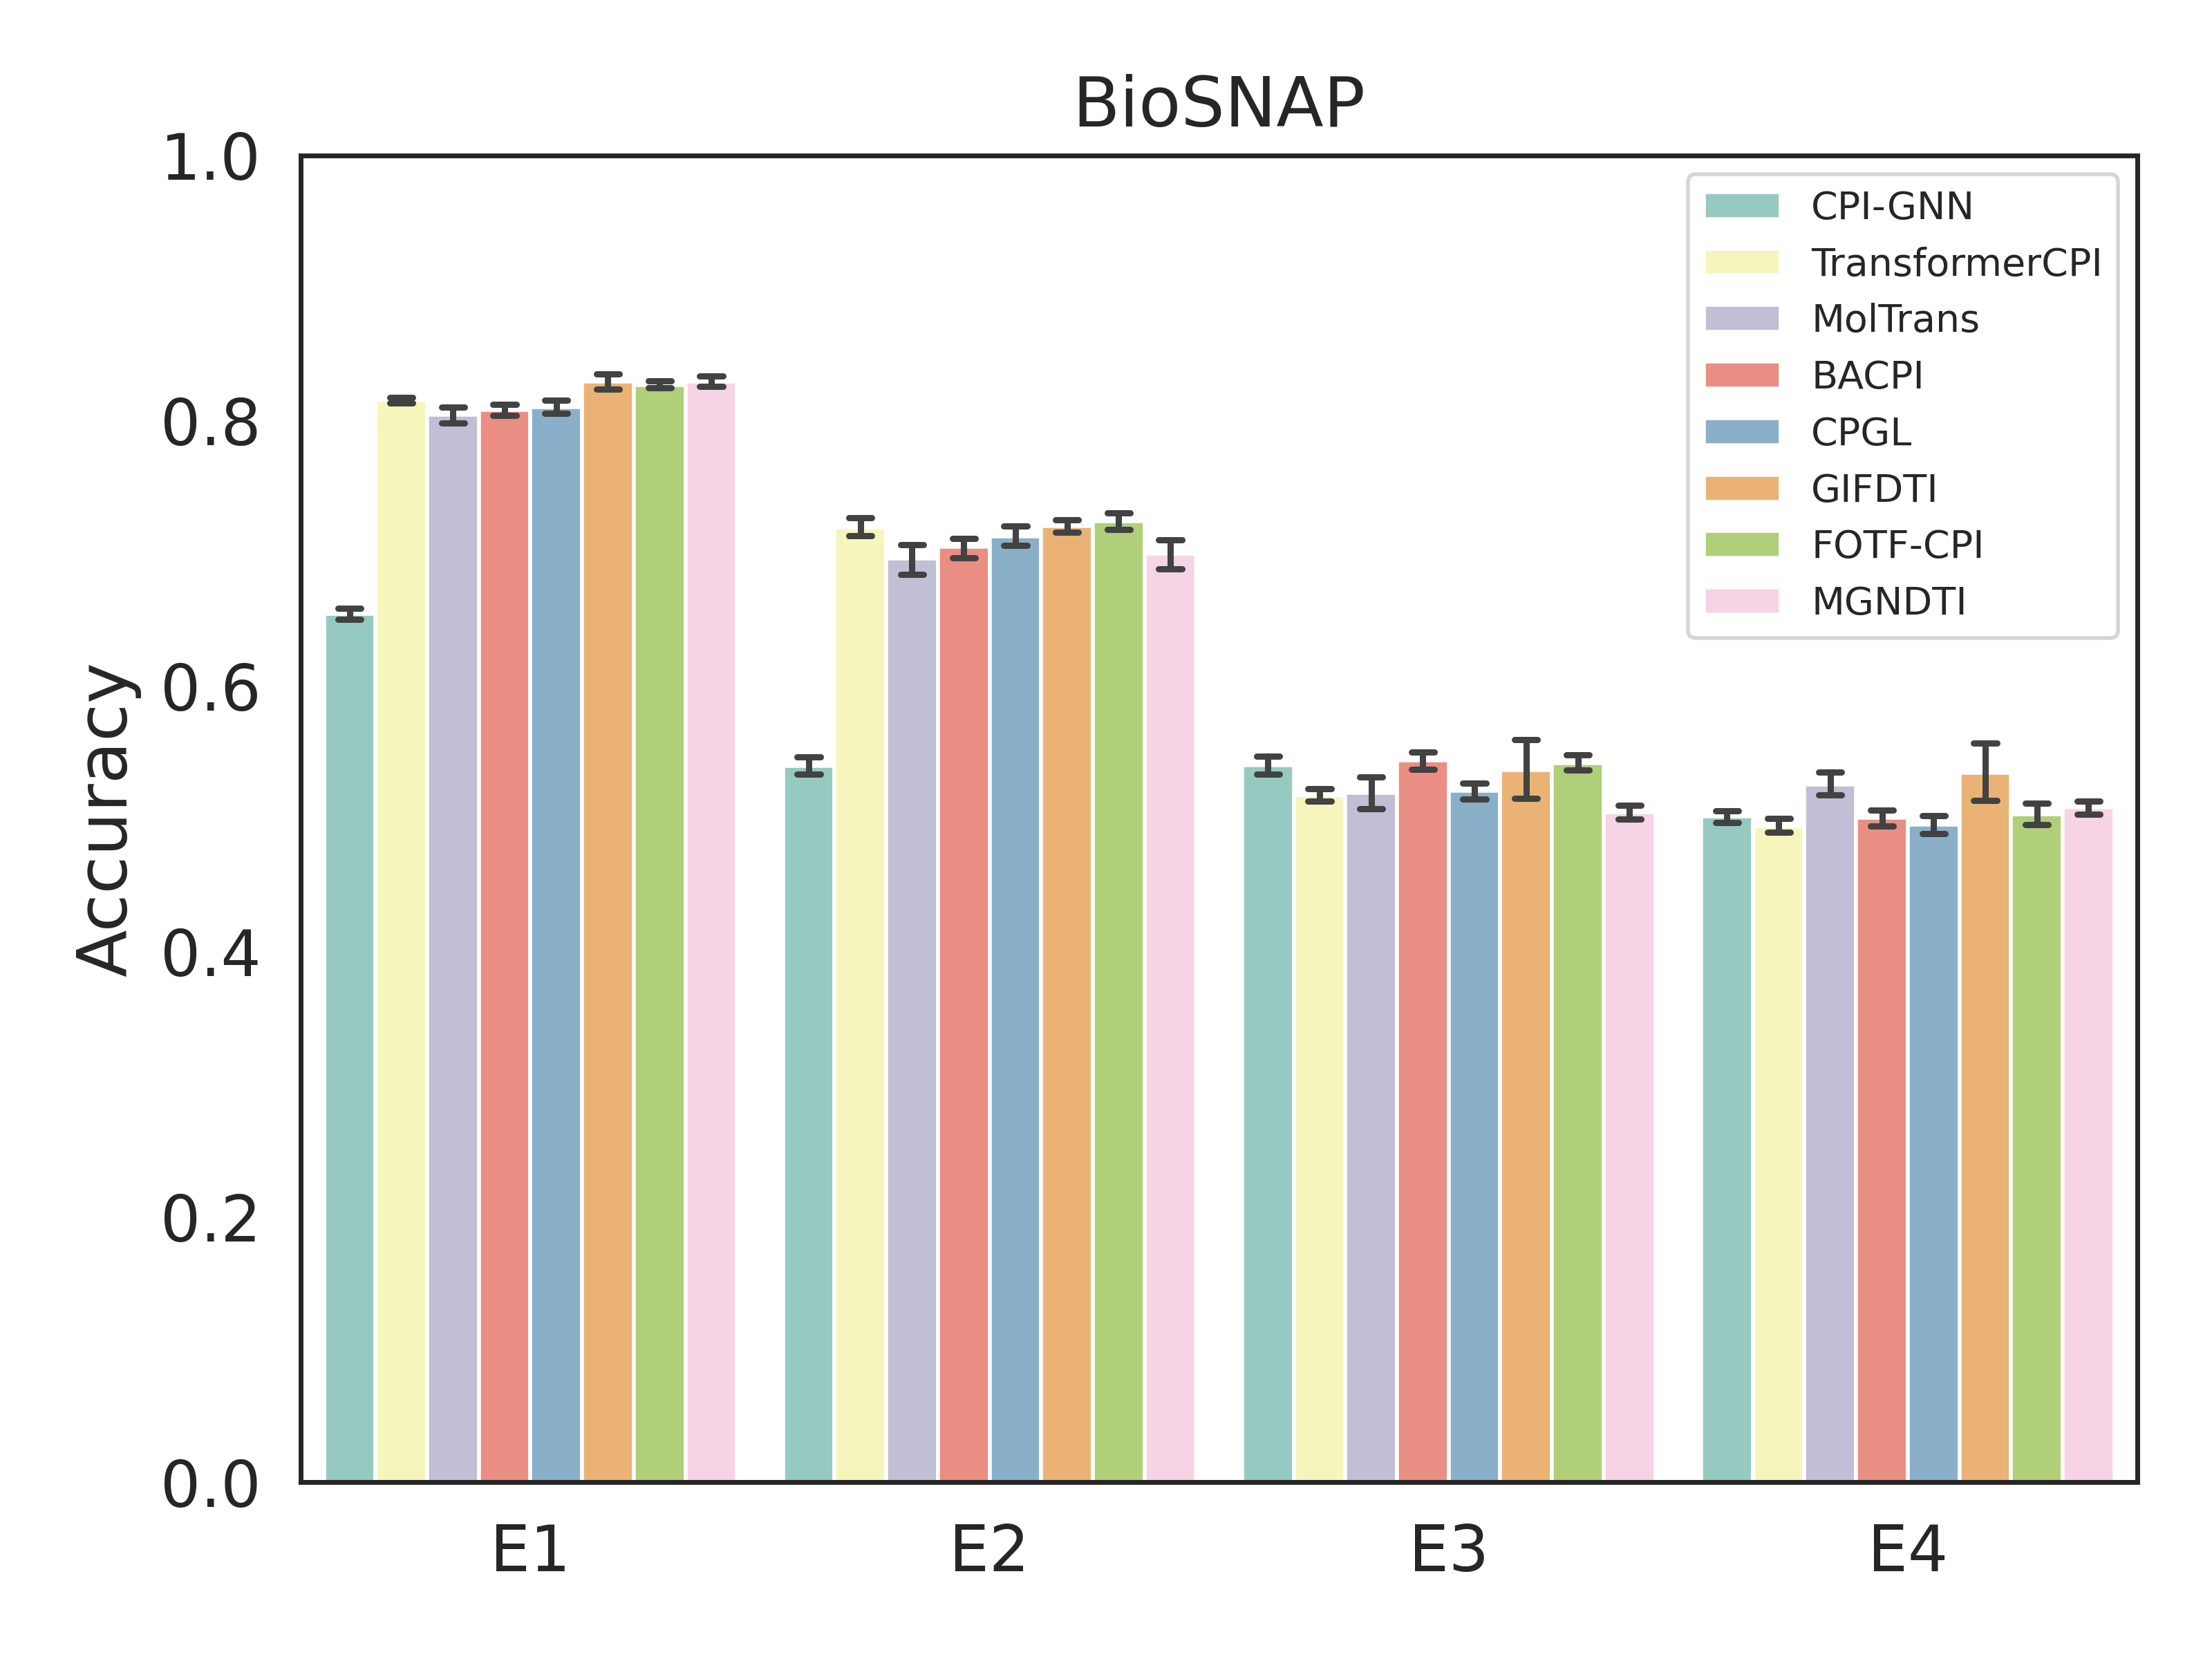 BioSNAP
1.0
0.8
0.6
0.4
0.2
0.0
Accuracy
CPI-GNN
TransformerCPI
MolTrans
BACPI
CPGL
GIFDTI
FOTF-CPI
MGNDTI
E1 E2 E3 E4